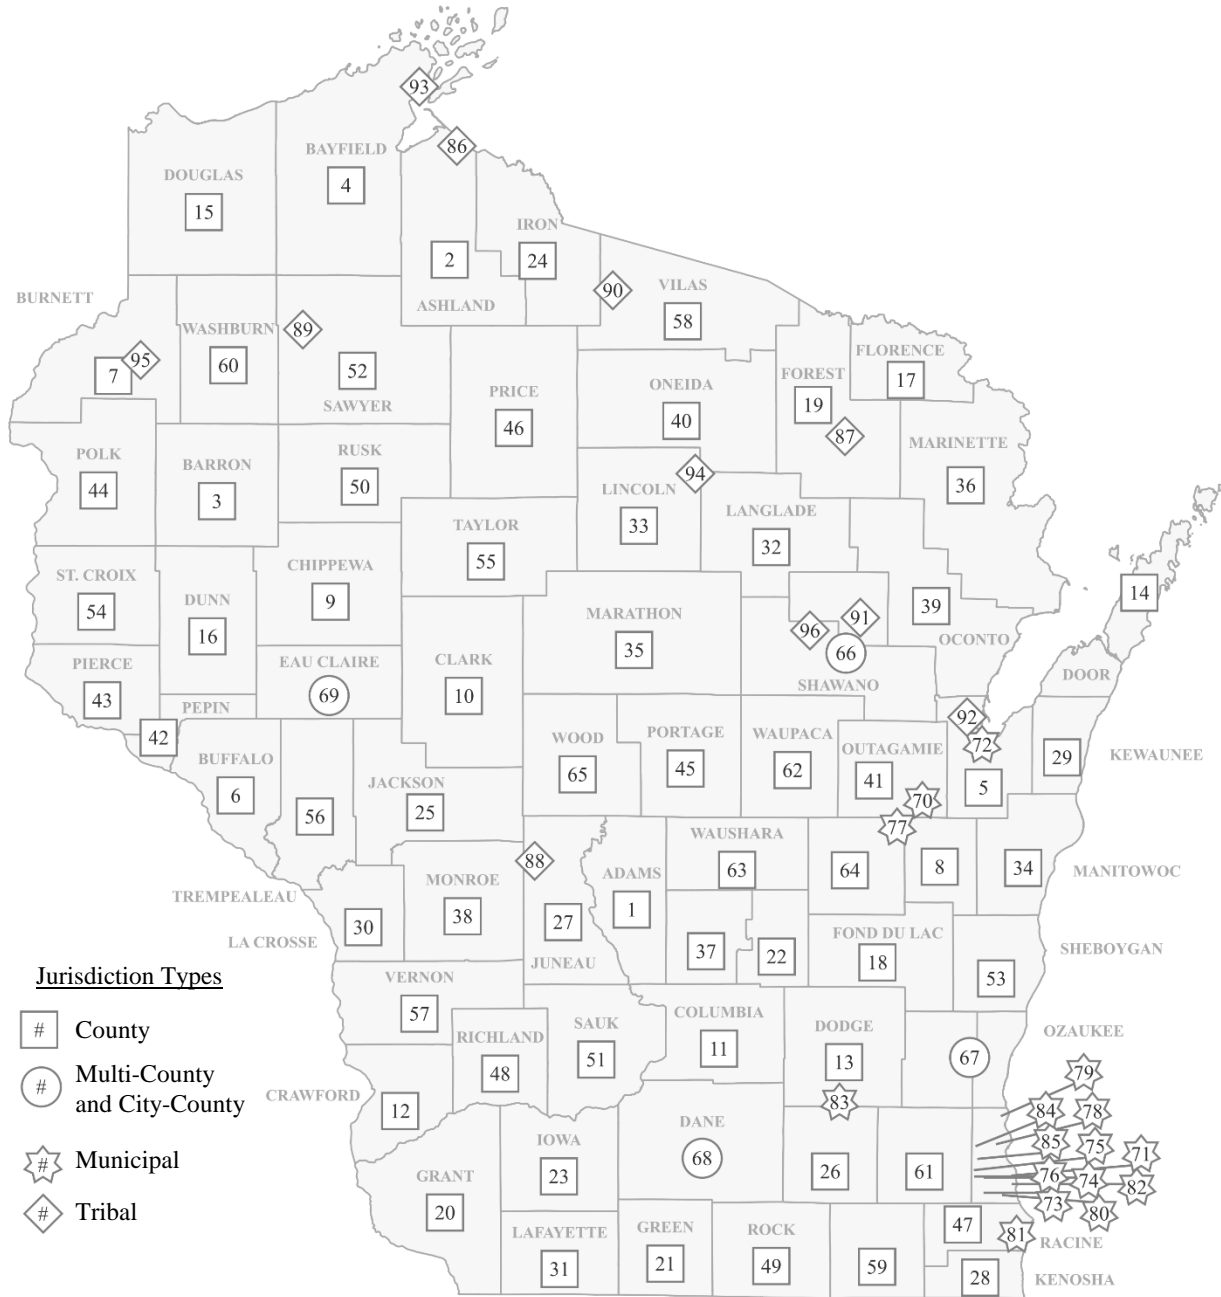 93
86
BAYFIELD
4
DOUGLAS
15
IRON
24
2
ASHLAND
90
VILAS
58
BURNETT
WASHBURN
60
89
52
SAWYER
95
7
FLORENCE
17
FOREST
19
87
ONEIDA
40
PRICE
46
MARINETTE
36
POLK
44
BARRON
3
RUSK
50
94
LINCOLN
33
LANGLADE
32
TAYLOR
55
ST. CROIX
54
DUNN
16
CHIPPEWA
9
14
DOOR
39
OCONTO
MARATHON
35
96
91
66
SHAWANO
PIERCE
43
EAU CLAIRE
69
CLARK
10
PEPIN
42
92
72
BUFFALO
6
56
JACKSON
25
WOOD
65
PORTAGE
45
WAUPACA
62
OUTAGAMIE
41
70
77
5
29
KEWAUNEE
88
ADAMS
1
WAUSHARA
63
64
8
34
MANITOWOC
TREMPEALEAU
MONROE
38
30
LA CROSSE
27
JUNEAU
37
22
FOND DU LAC
18
53
SHEBOYGAN
VERNON
57
Jurisdiction Types
# County
# Multi-County
and City-County
# Municipal
# Tribal
RICHLAND
48
SAUK
51
COLUMBIA
11
DODGE
13
83
67
OZAUKEE
79
84 78
85 75 71
76 74 82
73 80
CRAWFORD
12
IOWA
23
DANE
68
26
61
GRANT
20
LAFAYETTE
31
GREEN
21
ROCK
49
59
47
81
RACINE
28
KENOSHA